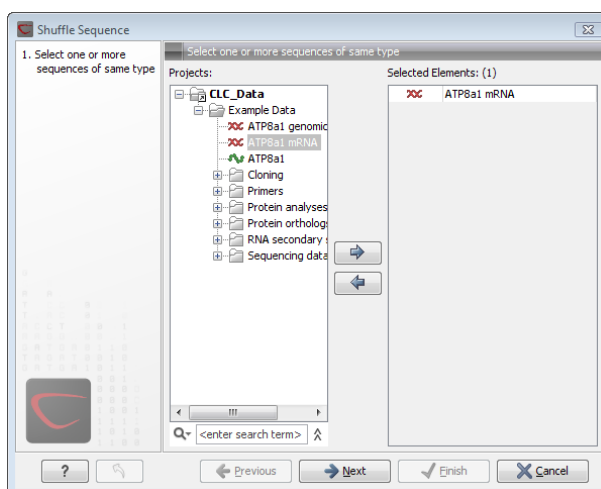 Shuffle Sequence
1. Select one or more
sequences of same type
Select one or more sequences of same type
Projects:
CLC_Data
Example Data
ATP8a1 genomic
ATP8a1 mRNA
ATP8a1
Cloning
Primers
Protein analyses
Protein orthologs
RNA secondary
Sequencing data
<enter search term>
Selected Elements: (1)
ATP8a1 mRNA
?
Previous
Next
Finish
Cancel